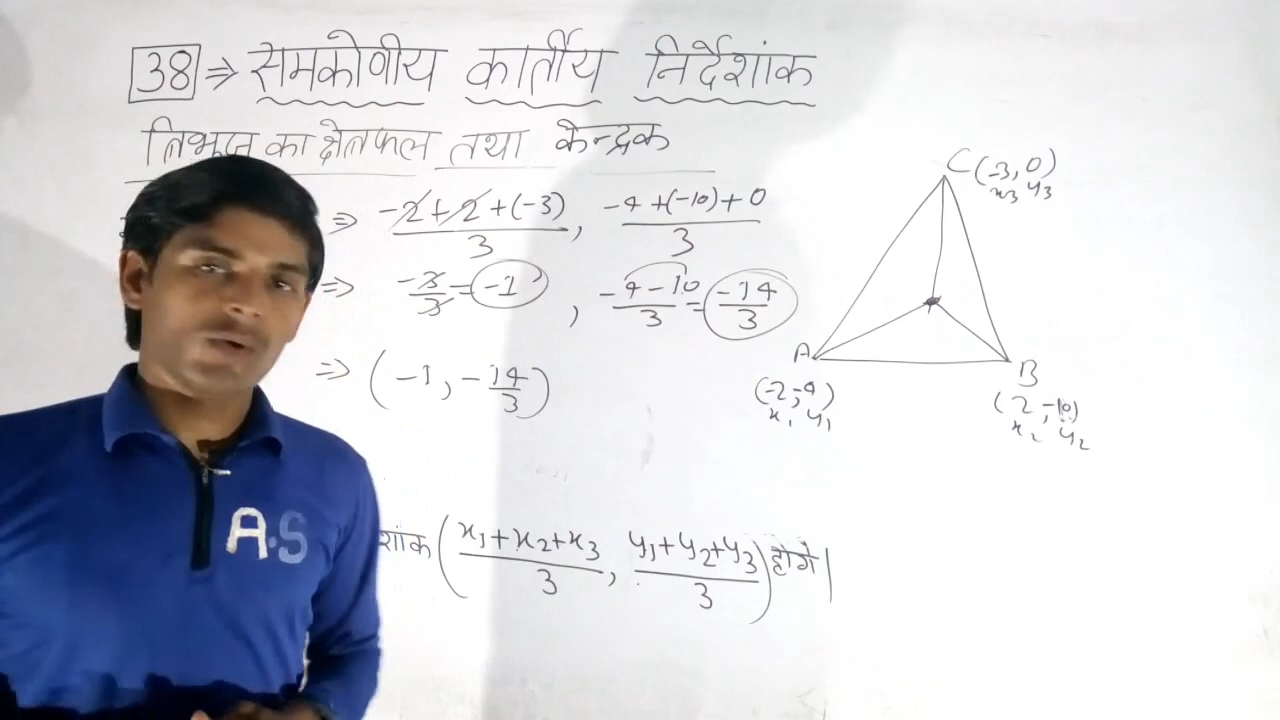 38 ⇒ समकोणीय कार्तीय निर्देशांक
त्रिभुज का क्षेत्रफल तथा केन्द्रक
⇒ -2+2+(-3)/3, -4+(-10)+0/3
⇒ -3/3=-1, -4-10/3=-14/3
⇒ (-1, -14/3)
शांक (x₁+x₂+x₃/3, y₁+y₂+y₃/3) होगें|
C(-3, 0)
x₃ y₃
A
(-2,-4)
x₁ y₁
B
(2,-10)
x₂ y₂
A.S